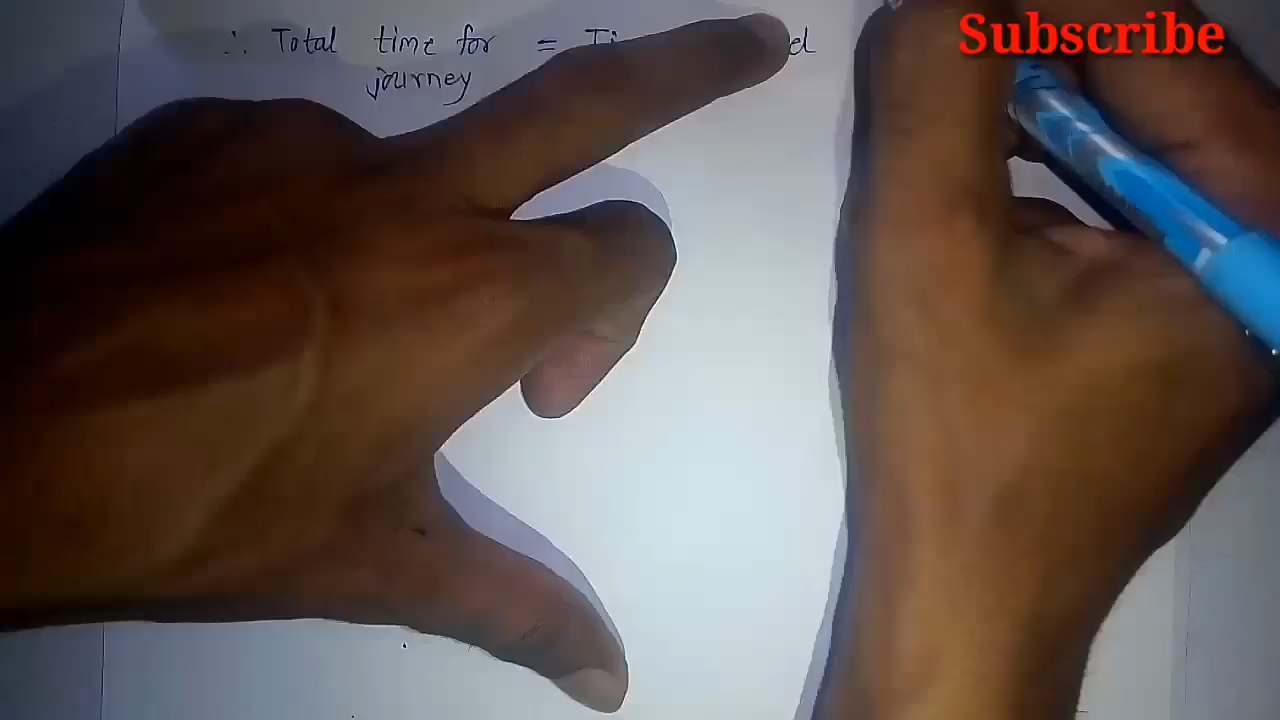 Subscribe
∴ Total time for =
journey